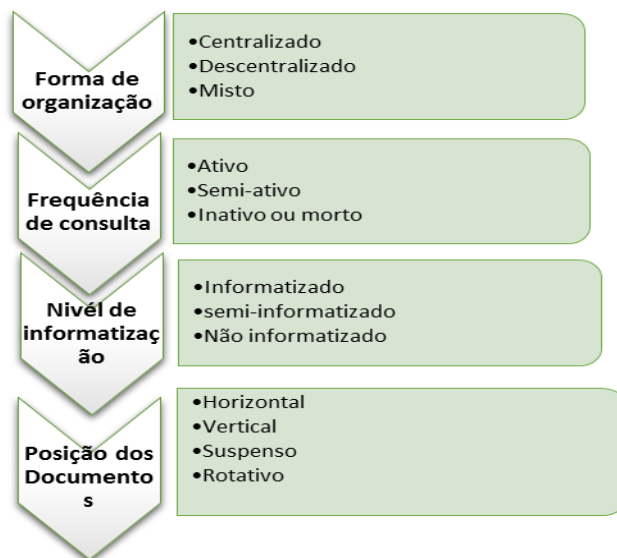 Forma de
organização
•Centralizado
•Descentralizado
•Misto
Frequência
de consulta
•Ativo
•Semi-ativo
•Inativo ou morto
Nivél de
informatizaç
ão
•Informatizado
•semi-informatizado
•Não informatizado
Posição dos
Documento
s
•Horizontal
•Vertical
•Suspenso
•Rotativo